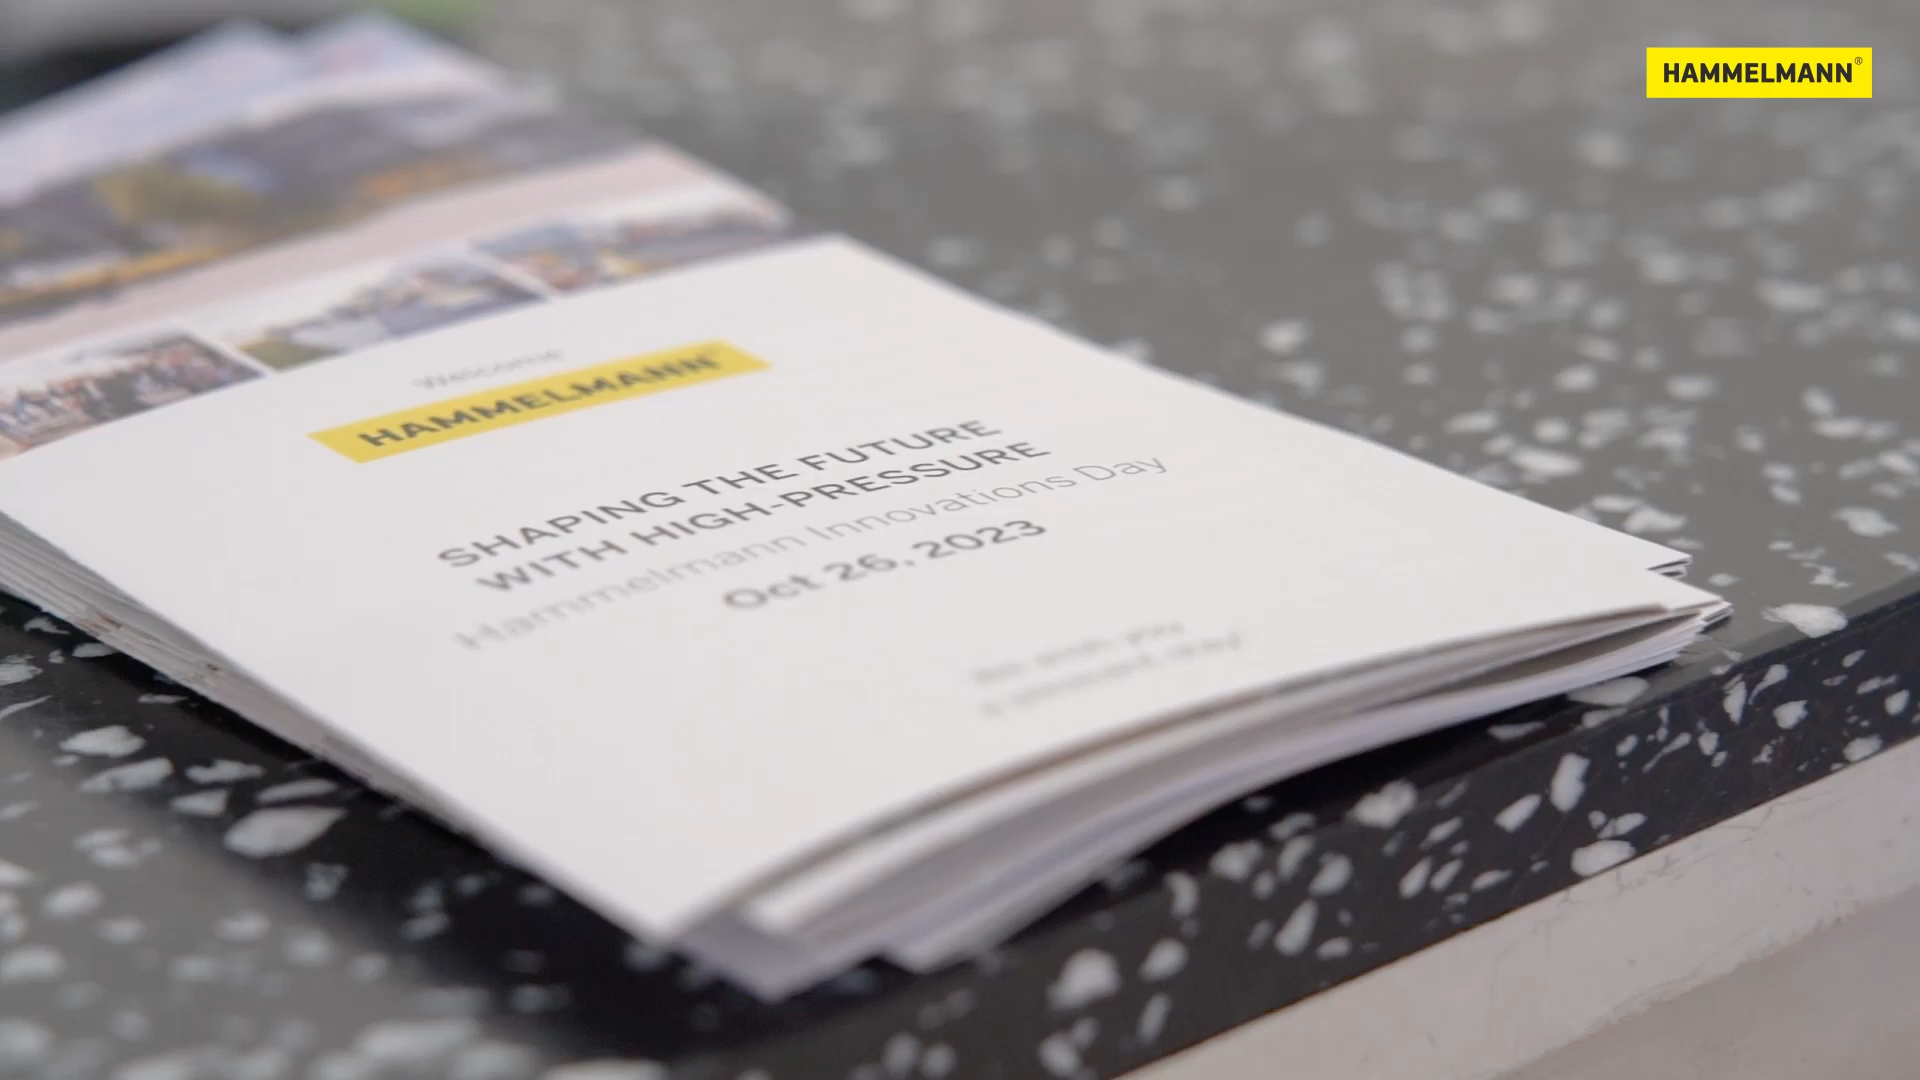 HAMMELMANN®
Welcome
HAMMELMANN
SHAPING THE FUTURE
WITH HIGH-PRESSURE
Hammelmann Innovations Day
Oct 26, 2023